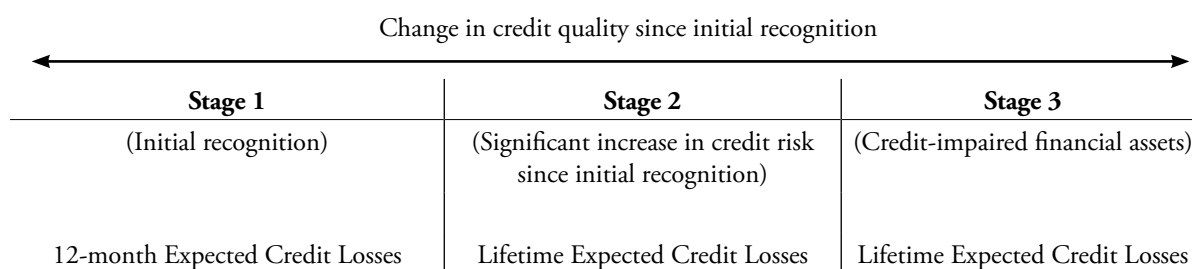 Change in credit quality since initial recognition
Stage 1
Stage 2
Stage 3
(Initial recognition)
(Significant increase in credit risk
since initial recognition)
(Credit-impaired financial assets)
12-month Expected Credit Losses
Lifetime Expected Credit Losses
Lifetime Expected Credit Losses